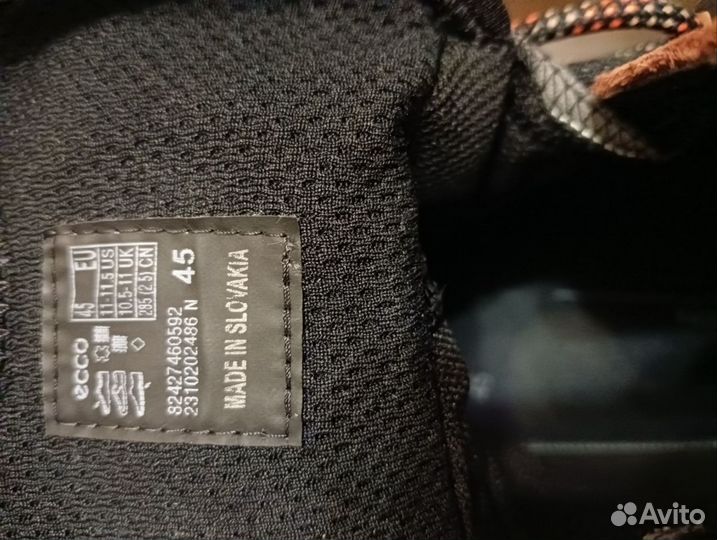 ecco
45 EU
11-11.5 US
10.5-11 UK
285 (2.5) CN
82427460592
2310202486 N 45
MADE IN SLOVAKIA
Avito